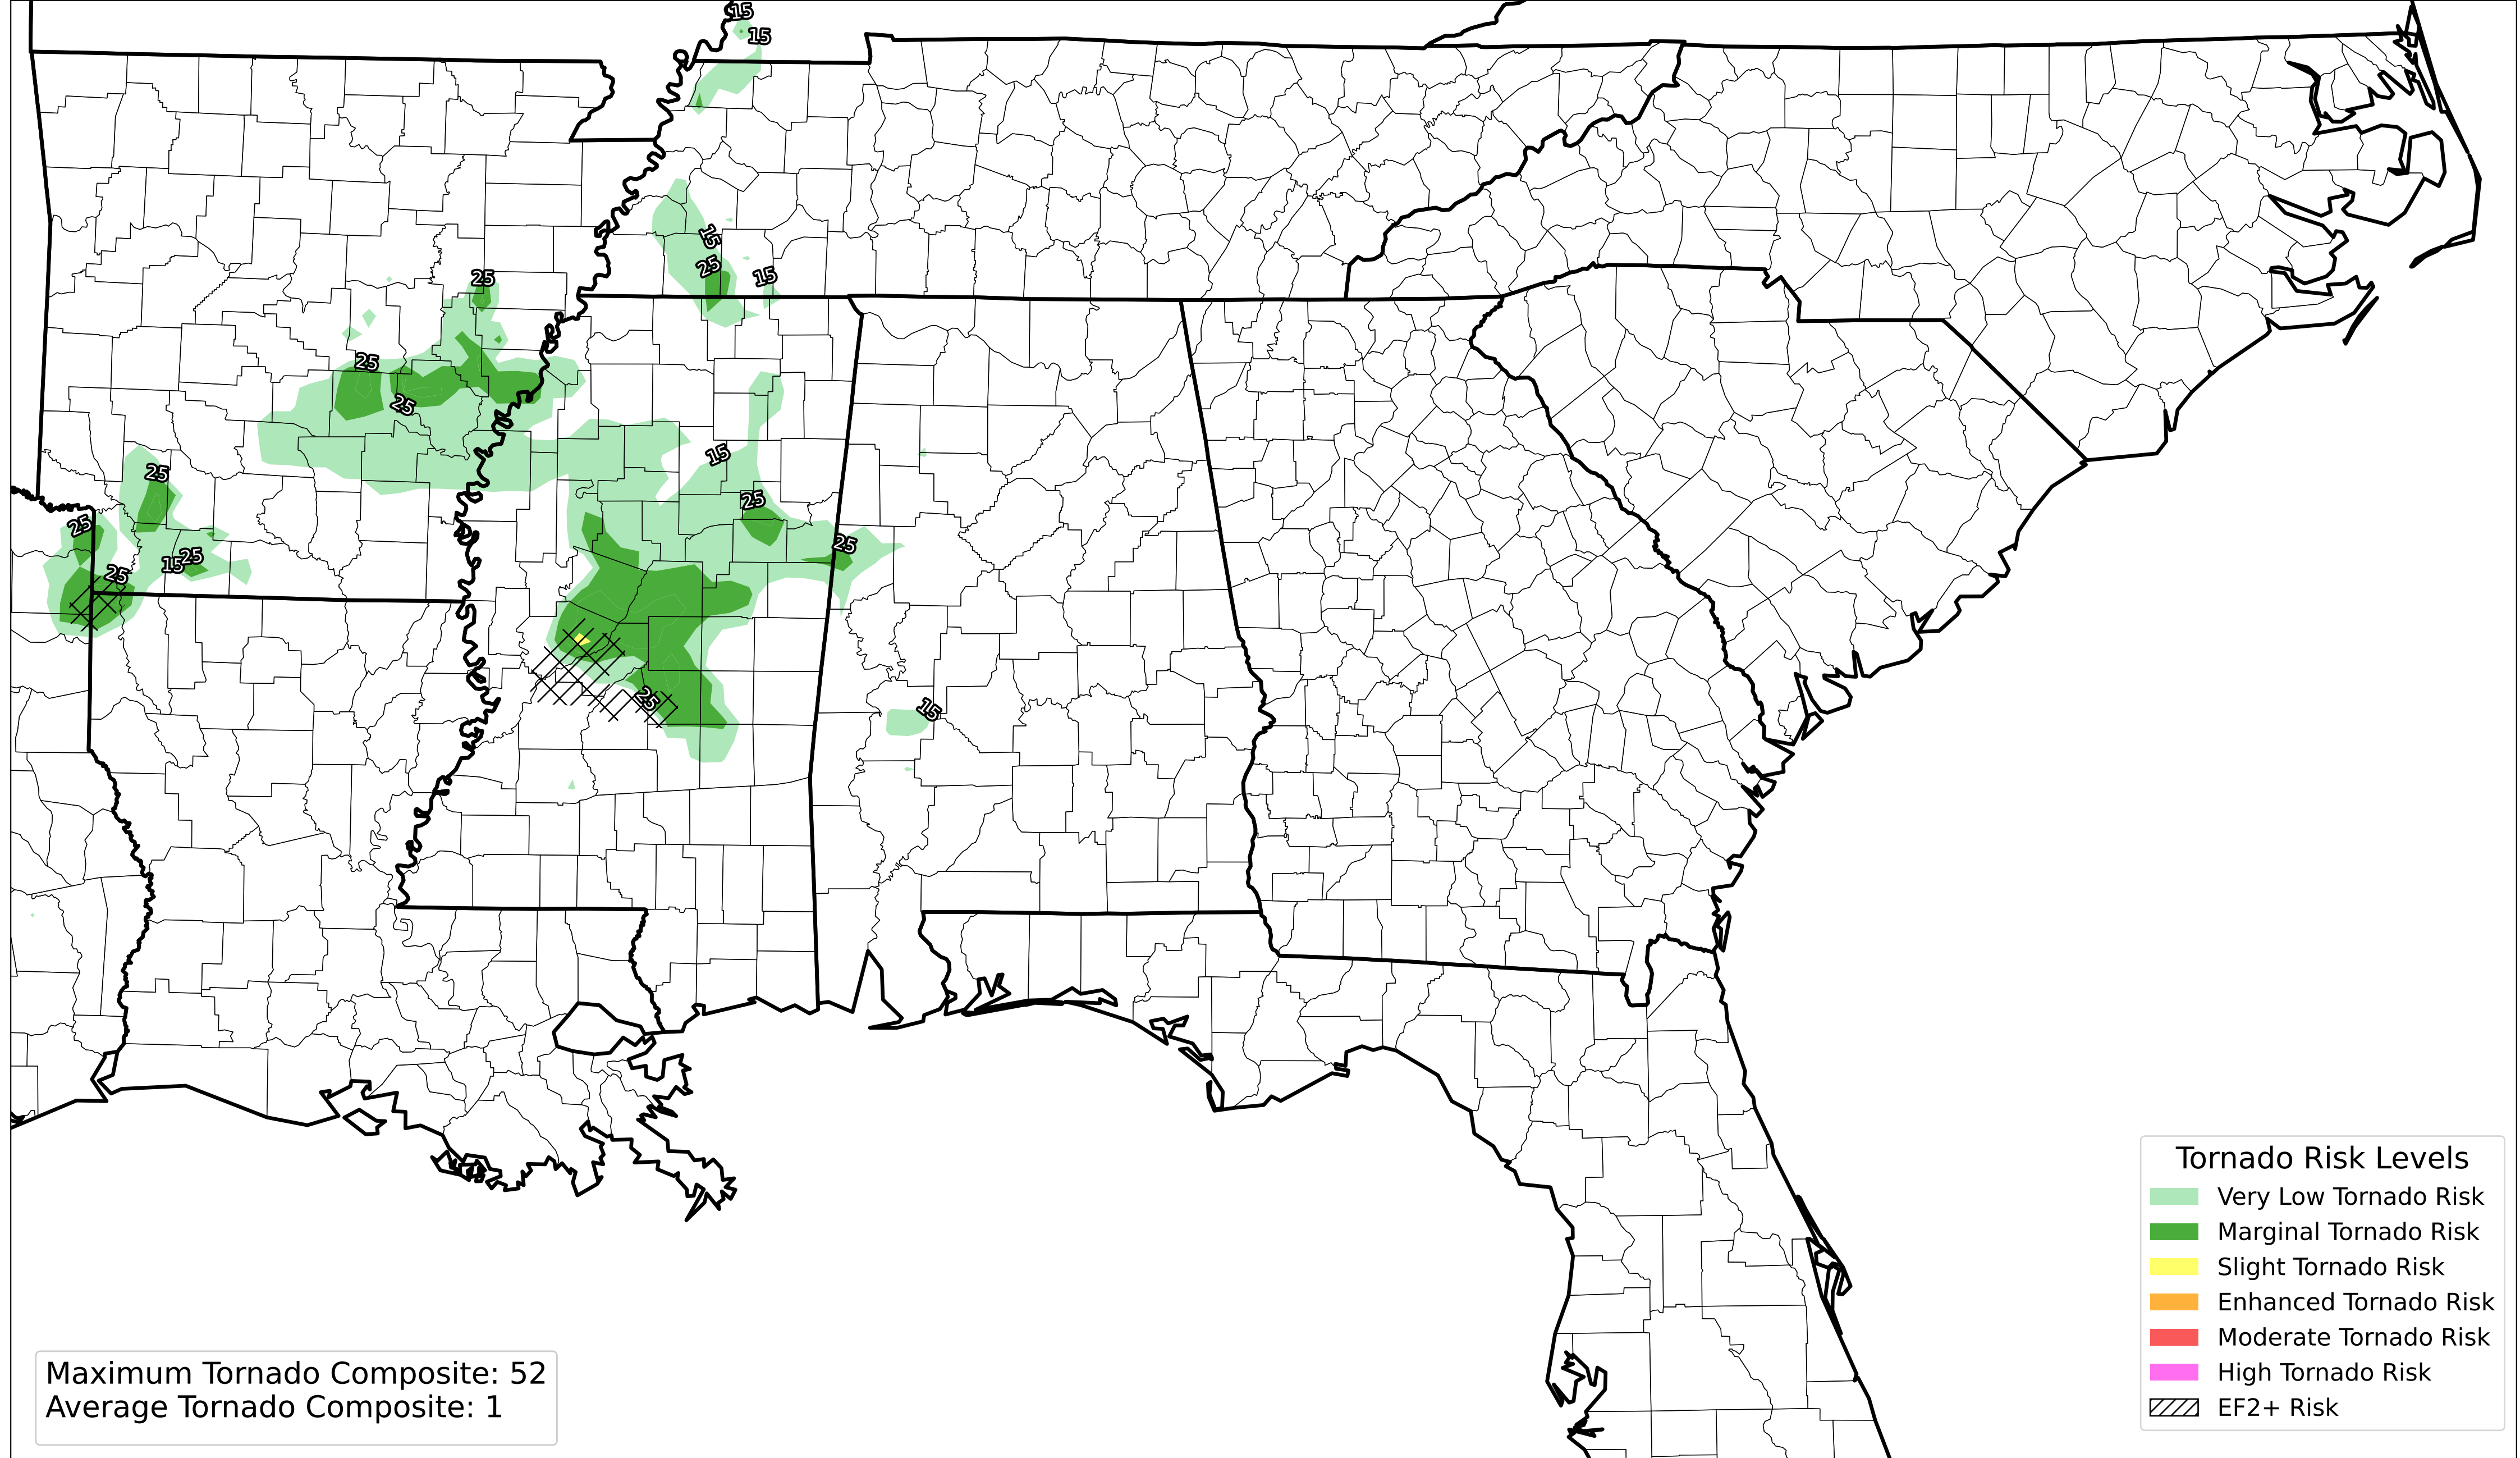 15
15
15
25
15
25
25
25
15
25
25
25
25
15
25
25
25
15
Tornado Risk Levels
Very Low Tornado Risk
Marginal Tornado Risk
Slight Tornado Risk
Enhanced Tornado Risk
Moderate Tornado Risk
High Tornado Risk
EF2+ Risk
Maximum Tornado Composite: 52
Average Tornado Composite: 1